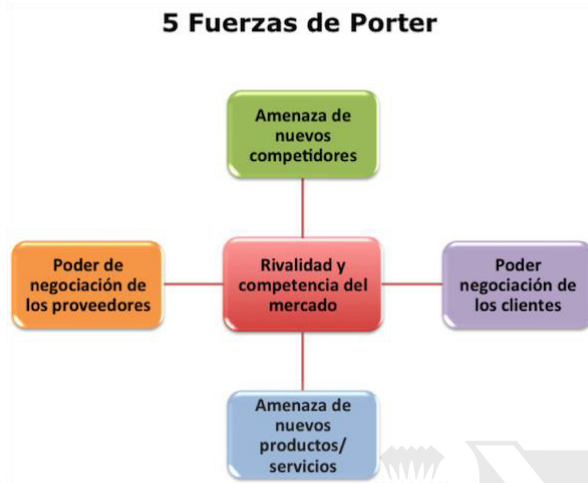 5 Fuerzas de Porter
Amenaza de
nuevos
competidores
Poder de
negociación de
los proveedores
Rivalidad y
competencia del
mercado
Poder
negociación de
los clientes
Amenaza de
nuevos
productos/
servicios